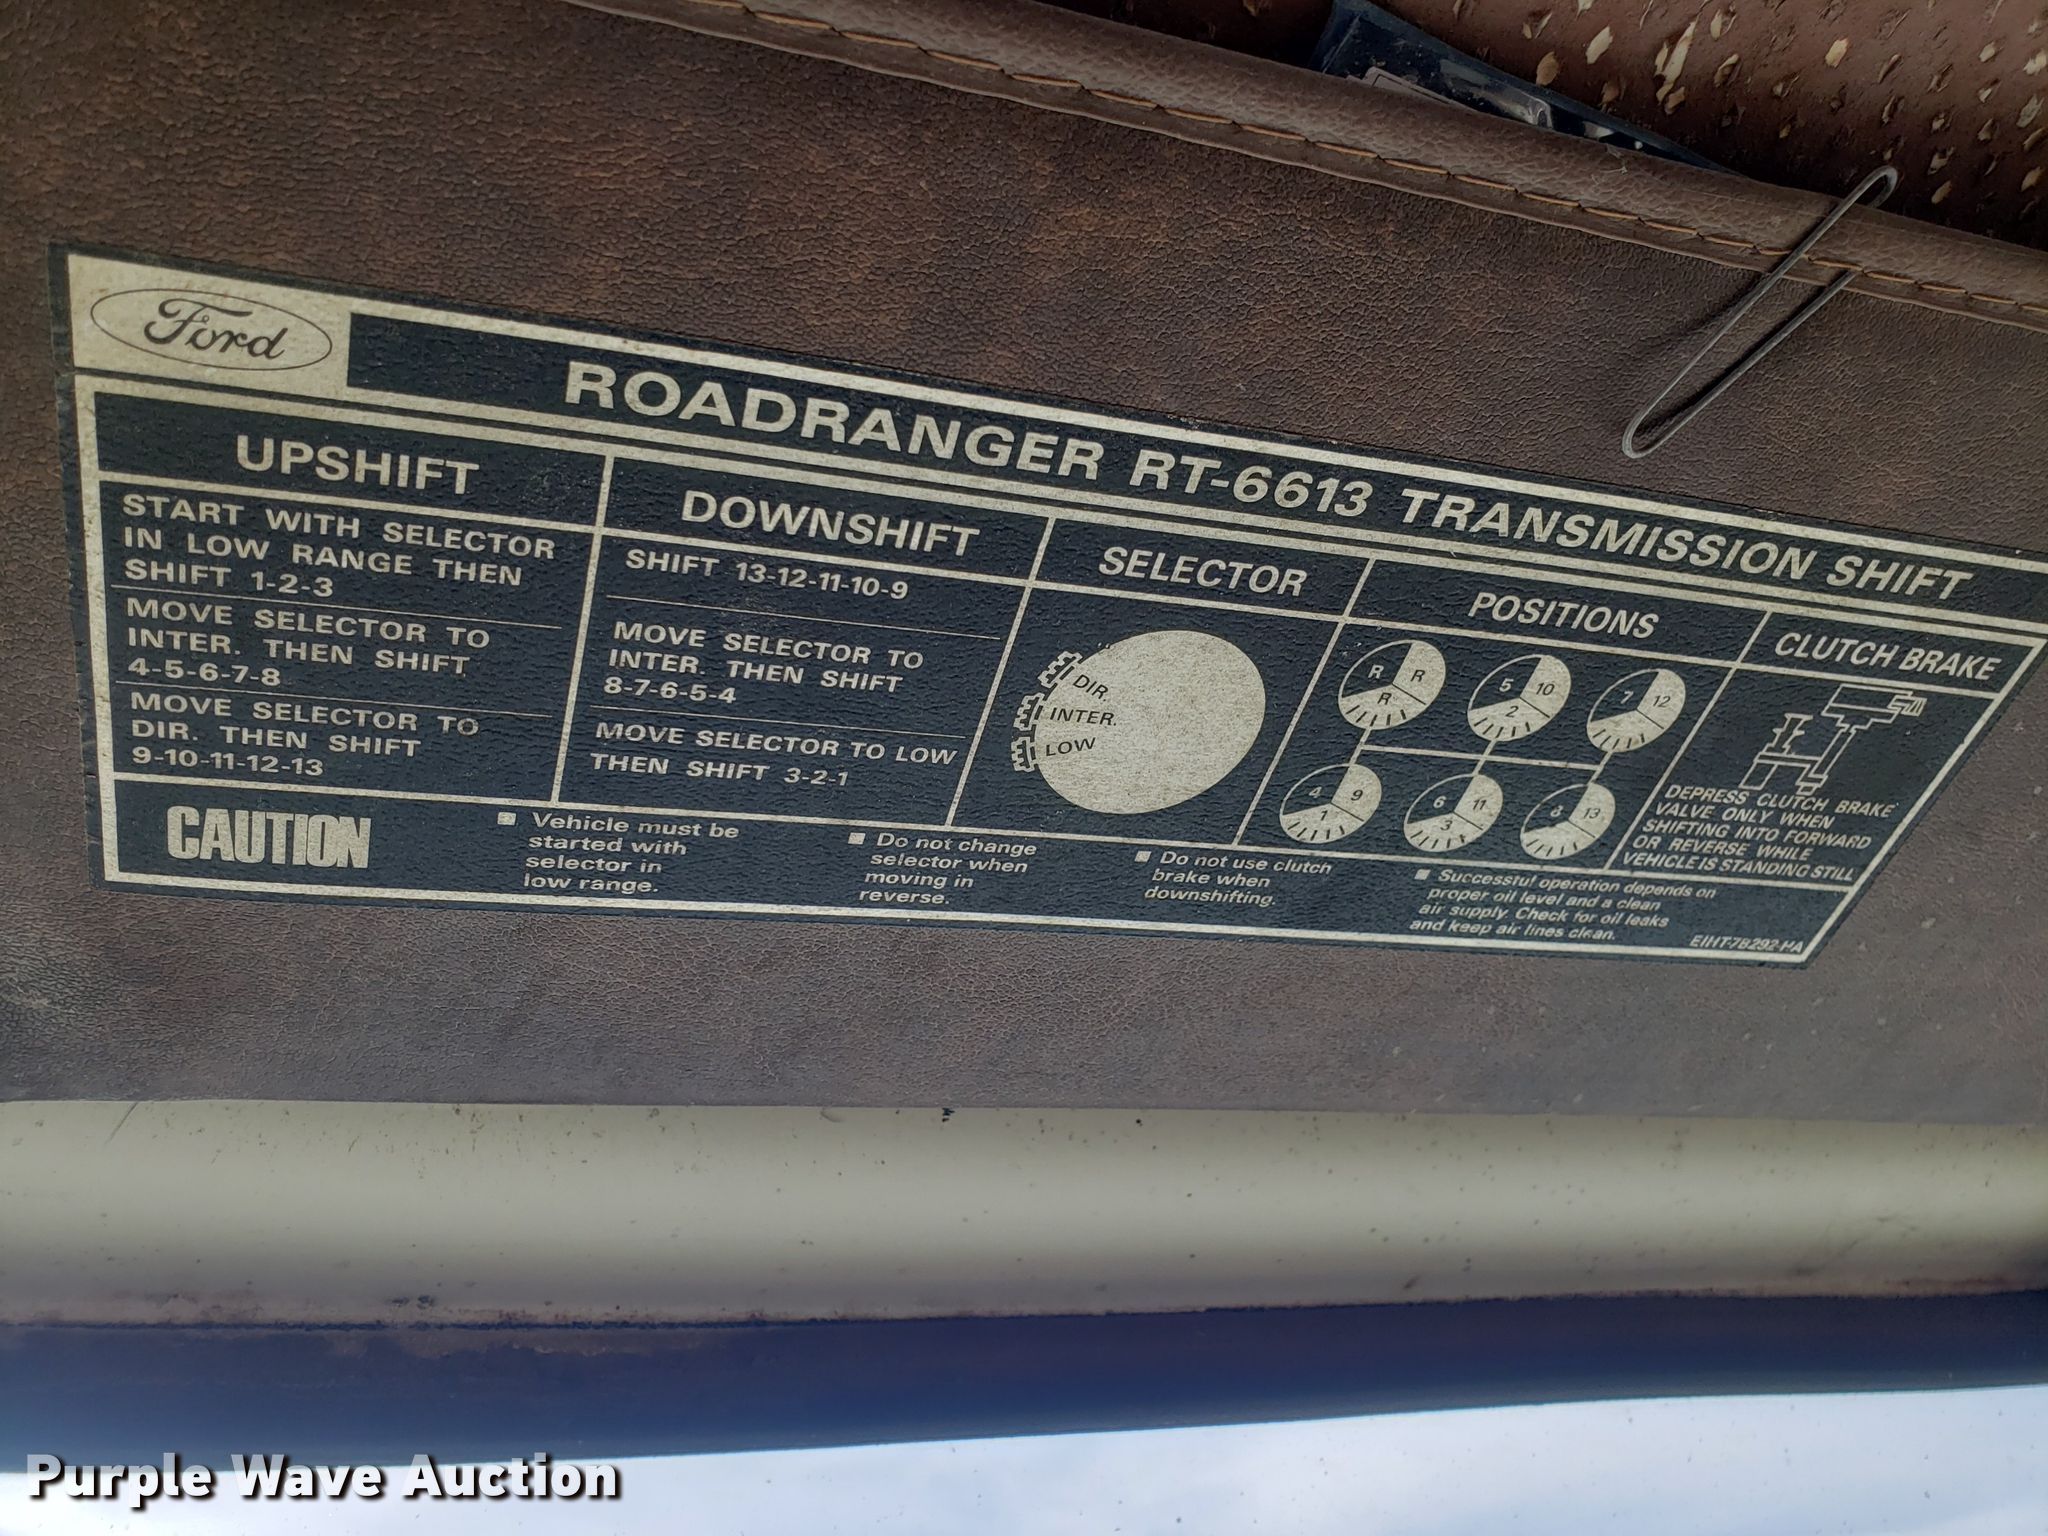 Ford
ROADRANGER RT-6613 TRANSMISSION SHIFT
UPSHIFT
START WITH SELECTOR
IN LOW RANGE THEN
SHIFT 1-2-3
MOVE SELECTOR TO
INTER. THEN SHIFT
4-5-6-7-8
MOVE SELECTOR TO
DIR. THEN SHIFT
9-10-11-12-13
DOWNSHIFT
SHIFT 13-12-11-10-9
MOVE SELECTOR TO
INTER. THEN SHIFT
8-7-6-5-4
MOVE SELECTOR TO LOW
THEN SHIFT 3-2-1
SELECTOR
DIR.
INTER.
LOW
POSITIONS
R R
R
5 10
2
7 12
4 9
1
6 11
3
8 13
CLUTCH BRAKE
DEPRESS CLUTCH BRAKE
VALVE ONLY WHEN
SHIFTING INTO FORWARD
OR REVERSE WHILE
VEHICLE IS STANDING STILL
CAUTION
Vehicle must be
started with
selector in
low range.
Do not change
selector when
moving in
reverse.
Do not use clutch
brake when
downshifting.
Successful operation depends on
proper oil level and a clean
air supply. Check for oil leaks
and keep air lines clean.
EIHT-7B292-HA
Purple Wave Auction